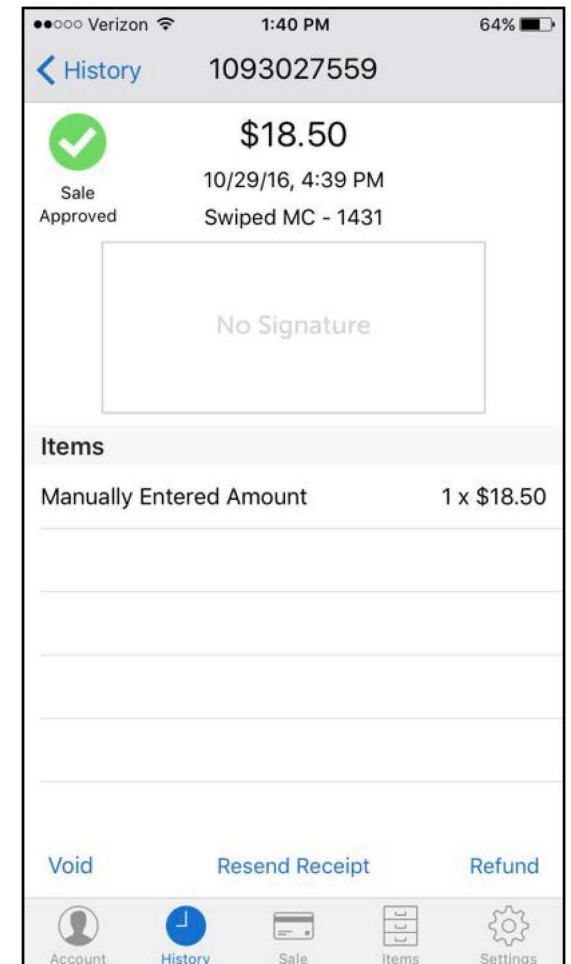 Verizon 1:40 PM 64%
History 1093027559
$18.50
10/29/16, 4:39 PM
Sale
Approved
Swiped MC - 1431
No Signature
Items
Manually Entered Amount 1 x $18.50
Void Resend Receipt Refund
Account History Sale Items Settings